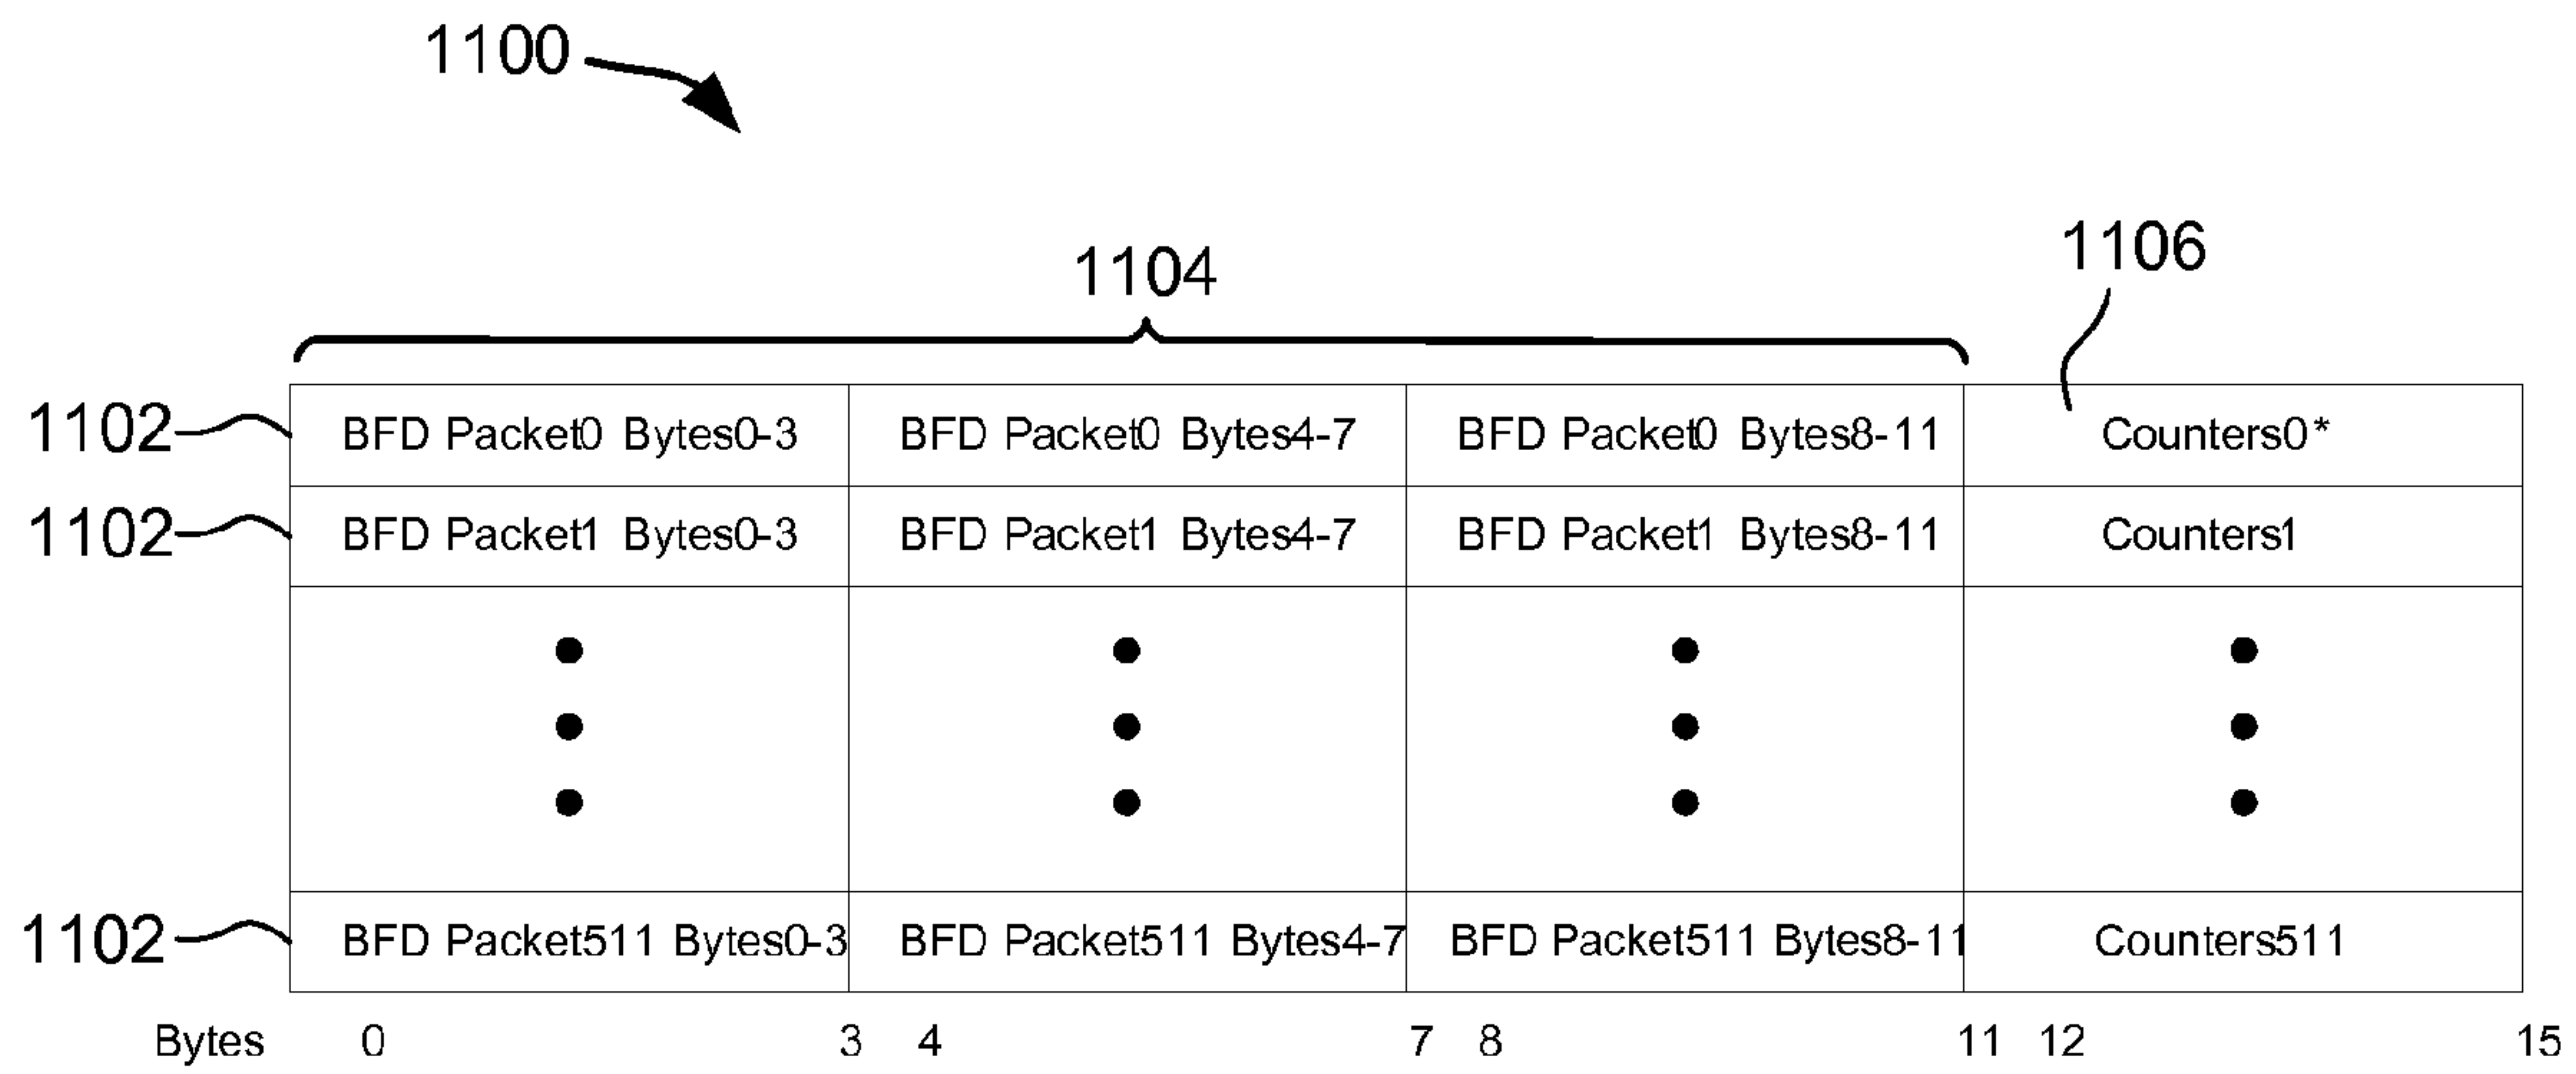 1100
1104
1106
1102 BFD Packet0 Bytes0-3 BFD Packet0 Bytes4-7 BFD Packet0 Bytes8-11 Counters0*
1102 BFD Packet1 Bytes0-3 BFD Packet1 Bytes4-7 BFD Packet1 Bytes8-11 Counters1
1102 BFD Packet511 Bytes0-3 BFD Packet511 Bytes4-7 BFD Packet511 Bytes8-11 Counters511
Bytes 0 3 4 7 8 11 12 15